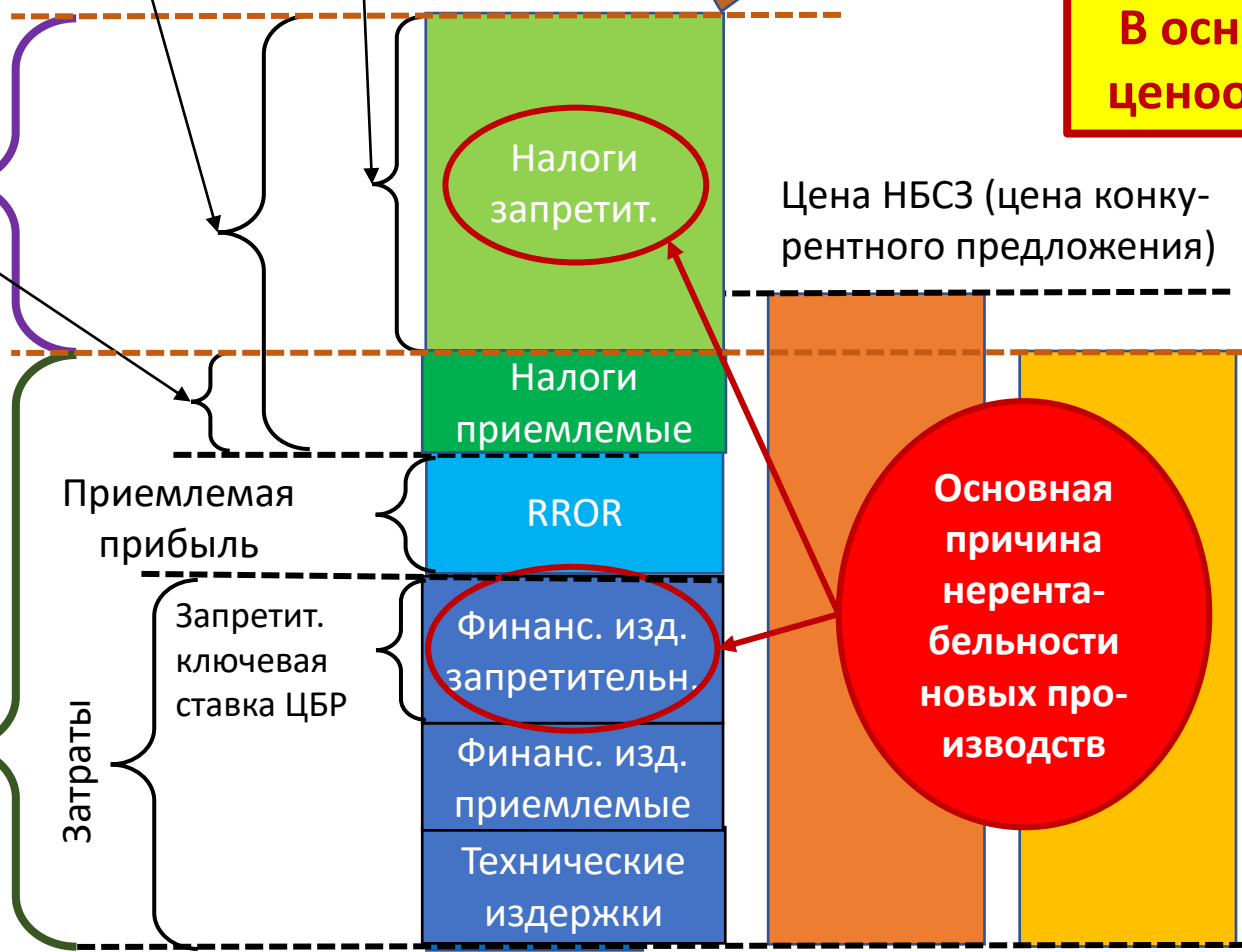 В осн
ценоо
Налоги
запретит.
Цена НБСЗ (цена конку-
рентного предложения)
Налоги
приемлемые
Приемлемая
прибыль
RROR
Основная
причина
нерента-
бельности
новых про-
изводств
Запретит.
ключевая
ставка ЦБР
Финанс. изд.
запретительн.
Затраты
Финанс. изд.
приемлемые
Технические
издержки